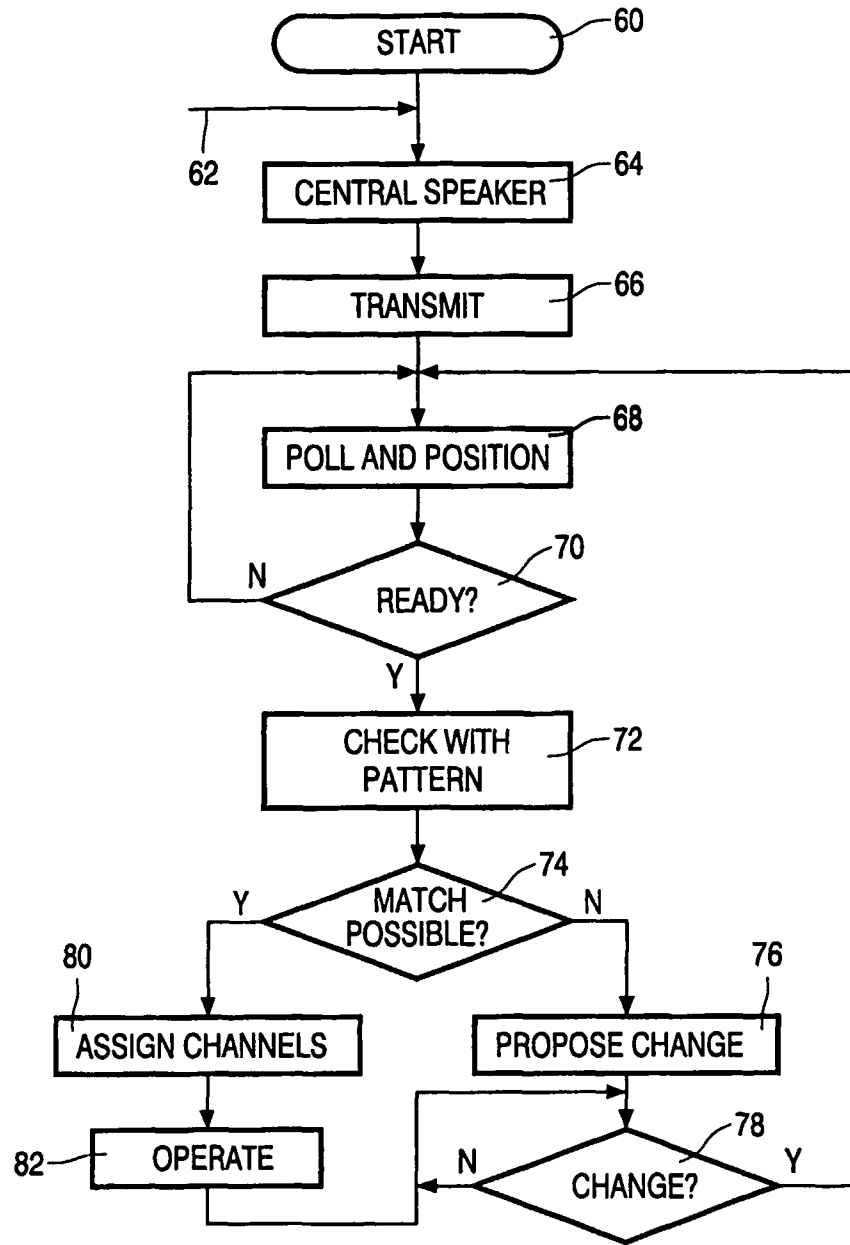 START
60
62
CENTRAL SPEAKER
64
TRANSMIT
66
POLL AND POSITION
68
READY?
70
N
Y
CHECK WITH
PATTERN
72
MATCH
POSSIBLE?
74
Y
N
80
ASSIGN CHANNELS
76
PROPOSE CHANGE
82
OPERATE
CHANGE?
78
N
Y